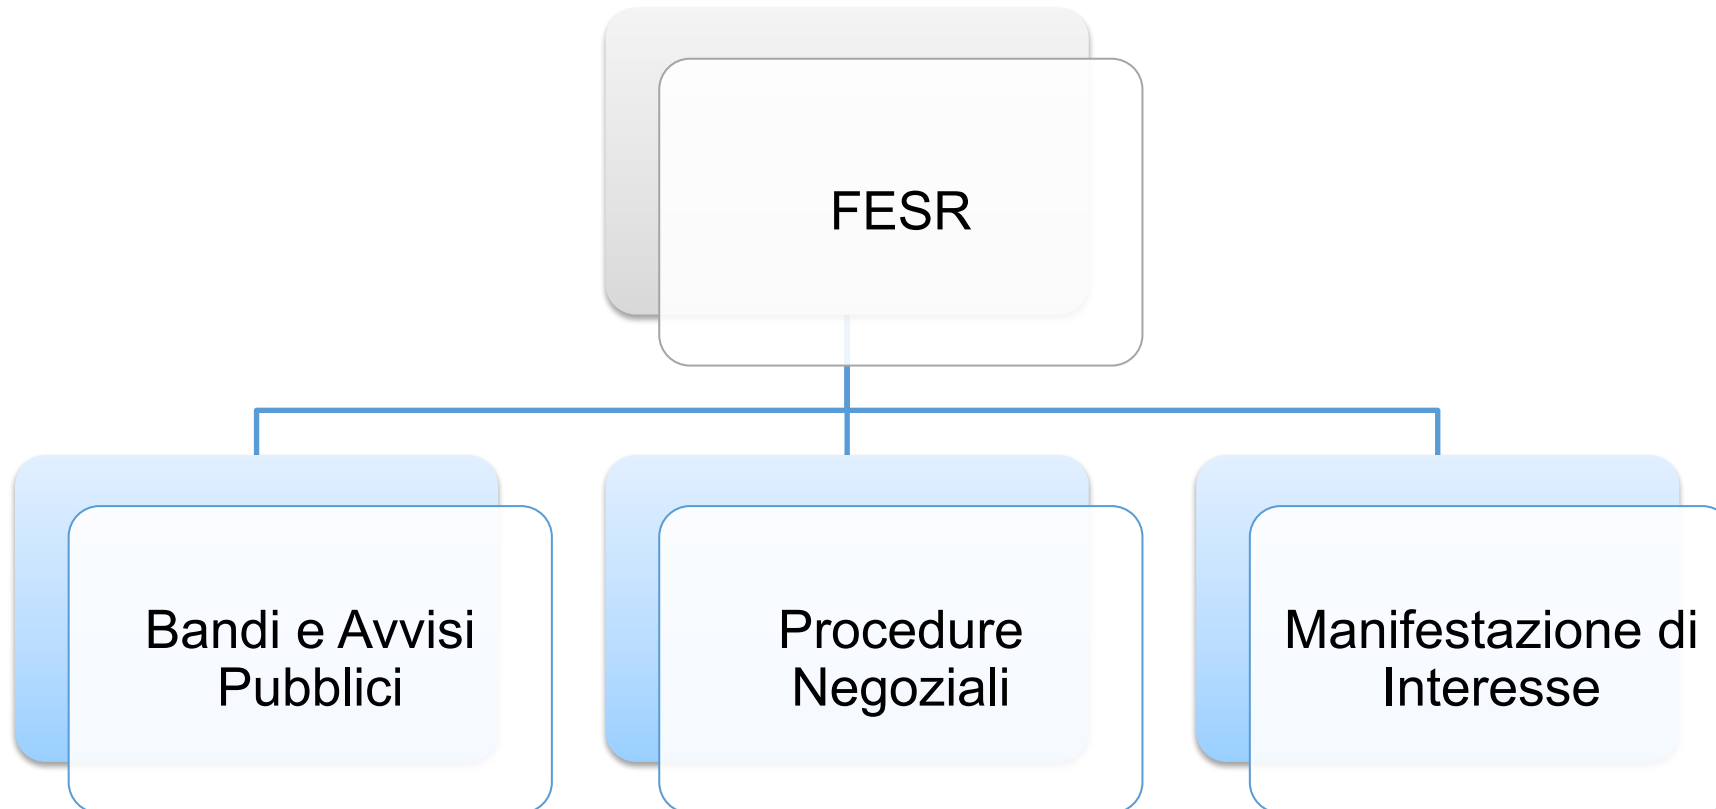 FESR
Bandi e Avvisi
Pubblici
Procedure
Negoziali
Manifestazione di
Interesse